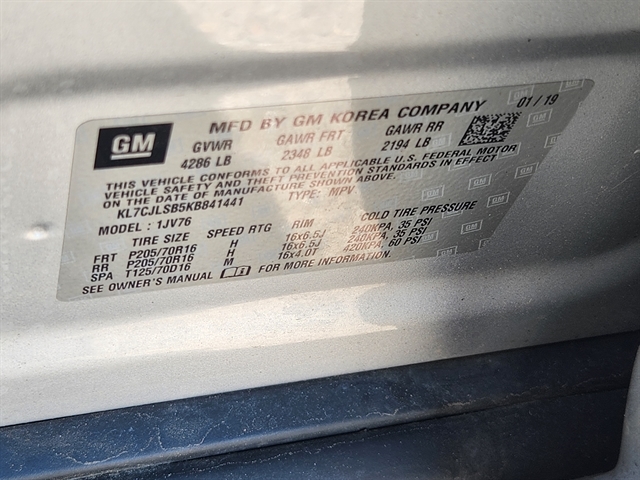 GM
MFD BY GM KOREA COMPANY 01/19
GVWR GAWR FRT GAWR RR
4286 LB 2348 LB 2194 LB
THIS VEHICLE CONFORMS TO ALL APPLICABLE U.S. FEDERAL MOTOR
VEHICLE SAFETY AND THEFT PREVENTION STANDARDS IN EFFECT
ON THE DATE OF MANUFACTURE SHOWN ABOVE.
KL7CJLSB5KB841441 TYPE: MPV
MODEL : 1JV76
TIRE SIZE SPEED RTG RIM COLD TIRE PRESSURE
FRT P205/70R16 H 16x6.5J 240KPA, 35 PSI
RR P205/70R16 H 16x6.5J 240KPA, 35 PSI
SPA T125/70D16 M 16x4.0T 420KPA, 60 PSI
SEE OWNER'S MANUAL FOR MORE INFORMATION.